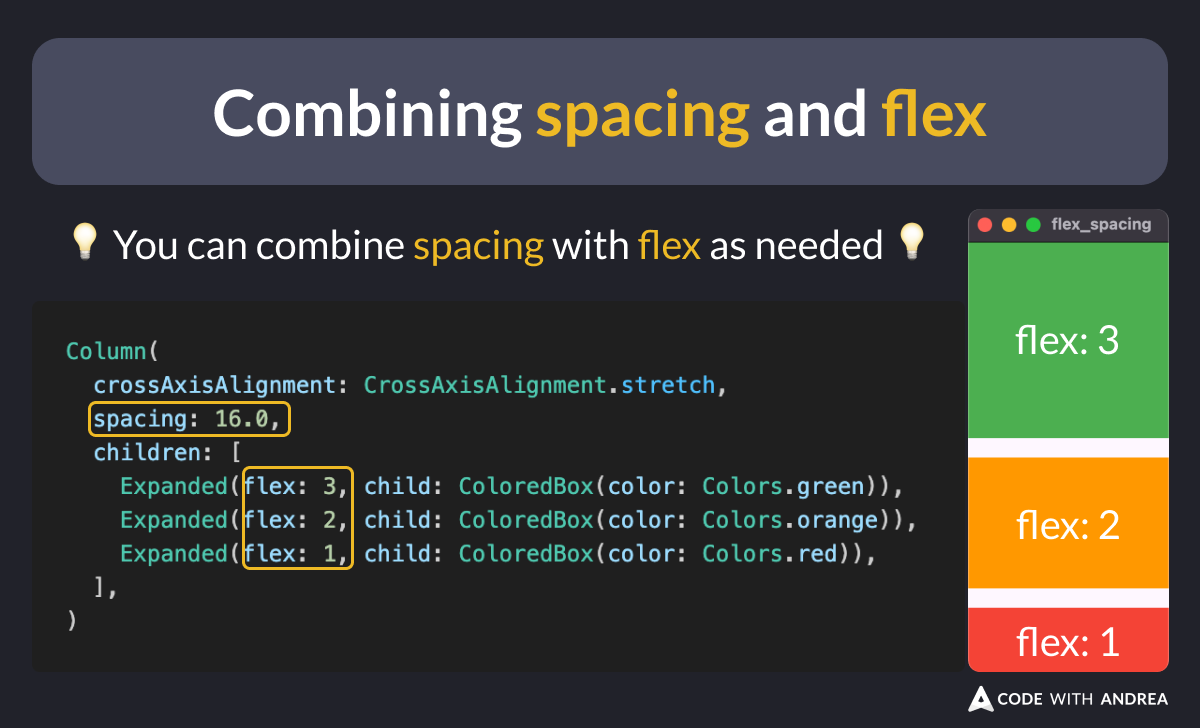 Combining spacing and flex
💡 You can combine spacing with flex as needed 💡
Column(
  crossAxisAlignment: CrossAxisAlignment.stretch,
  spacing: 16.0,
  children: [
    Expanded(flex: 3, child: ColoredBox(color: Colors.green)),
    Expanded(flex: 2, child: ColoredBox(color: Colors.orange)),
    Expanded(flex: 1, child: ColoredBox(color: Colors.red)),
  ],
)
flex_spacing
flex: 3
flex: 2
flex: 1
CODE WITH ANDREA